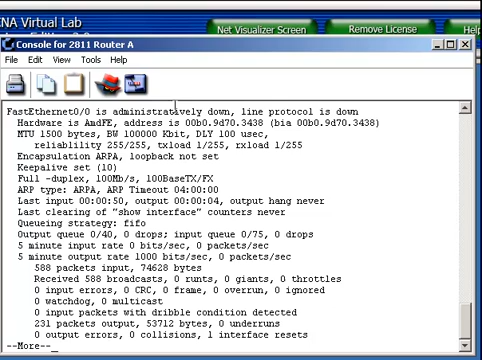 CNA Virtual Lab
Net Visualizer Screen
Remove License
Help
Console for 2811 Router A
File Edit View Tools Help
FastEthernet0/0 is administratively down, line protocol is down
Hardware is AmdFE, address is 00b0.9d70.3438 (bia 00b0.9d70.3438)
MTU 1500 bytes, BW 100000 Kbit, DLY 100 usec,
reliablility 255/255, txload 1/255, rxload 1/255
Encapsulation ARPA, loopback not set
Keepalive set (10)
Full -duplex, 100Mb/s, 100BaseTX/FX
ARP type: ARPA, ARP Timeout 04:00:00
Last input 00:00:50, output 00:00:04, output hang never
Last clearing of "show interface" counters never
Queueing strategy: fifo
Output queue 0/40, 0 drops; input queue 0/75, 0 drops
5 minute input rate 0 bits/sec, 0 packets/sec
5 minute output rate 1000 bits/sec, 0 packets/sec
588 packets input, 74628 bytes
Received 588 broadcasts, 0 runts, 0 giants, 0 throttles
0 input errors, 0 CRC, 0 frame, 0 overrun, 0 ignored
0 watchdog, 0 multicast
0 input packets with dribble condition detected
231 packets output, 53712 bytes, 0 underruns
0 output errors, 0 collisions, 1 interface resets
--More--